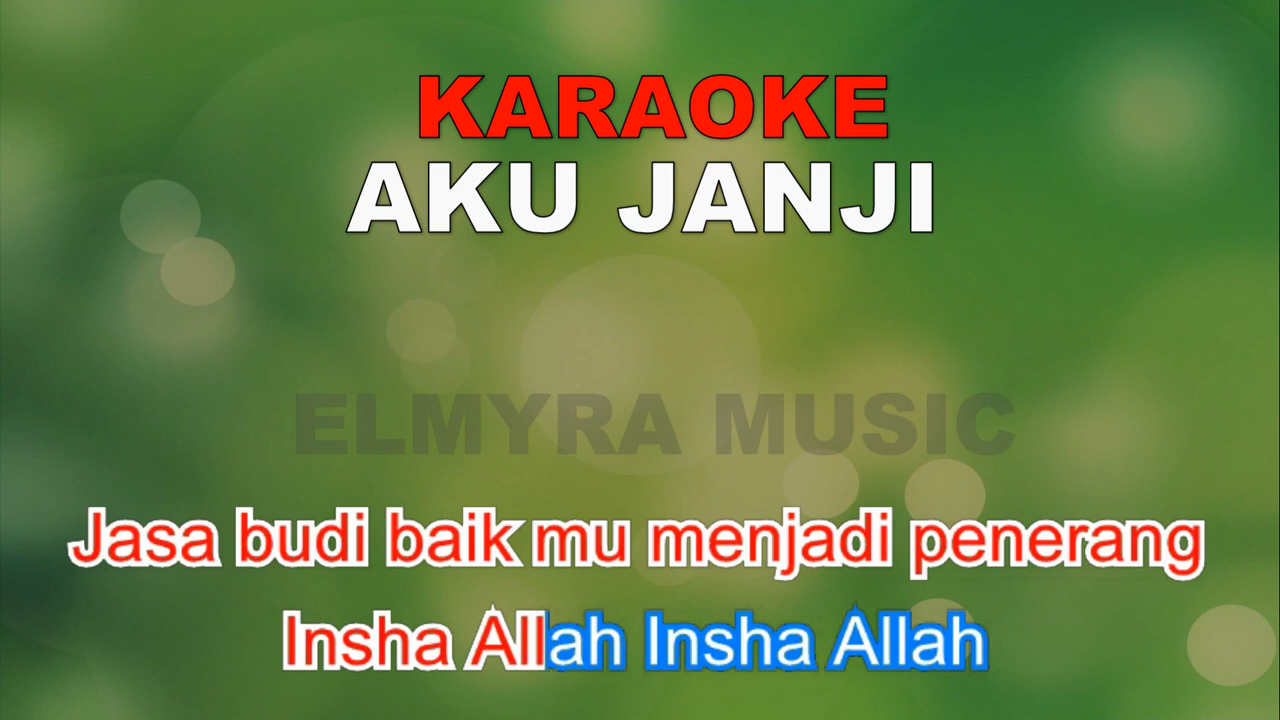 KARAOKE
AKU JANJI
ELMYRA MUSIC
Jasa budi baik mu menjadi penerang
Insha Allah Insha Allah